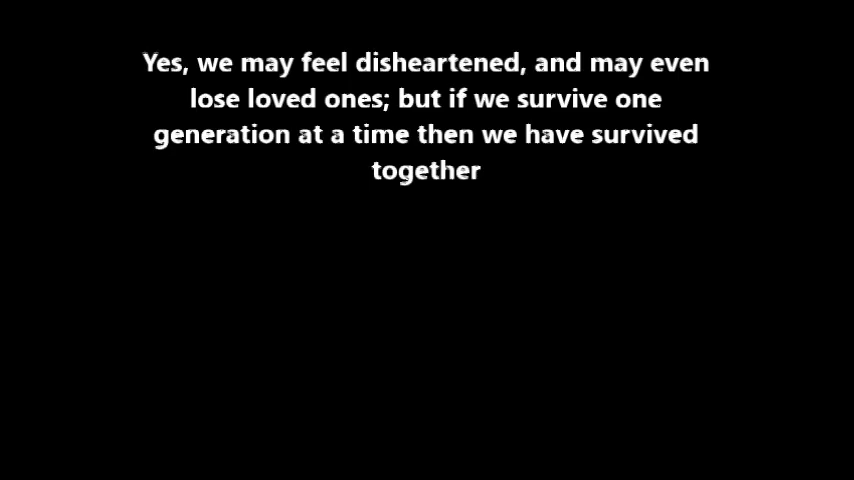 Yes, we may feel disheartened, and may even
lose loved ones; but if we survive one
generation at a time then we have survived
together